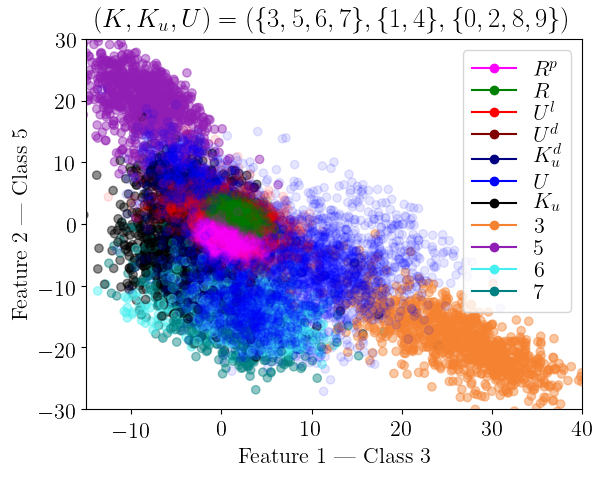 (K, K_u, U) = ({3, 5, 6, 7}, {1, 4}, {0, 2, 8, 9})
30
20
10
0
−10
−20
−30
Feature 2 — Class 5
R^p
R
U^l
U^d
K_u^d
U
K_u
3
5
6
7
−10 0 10 20 30 40
Feature 1 — Class 3